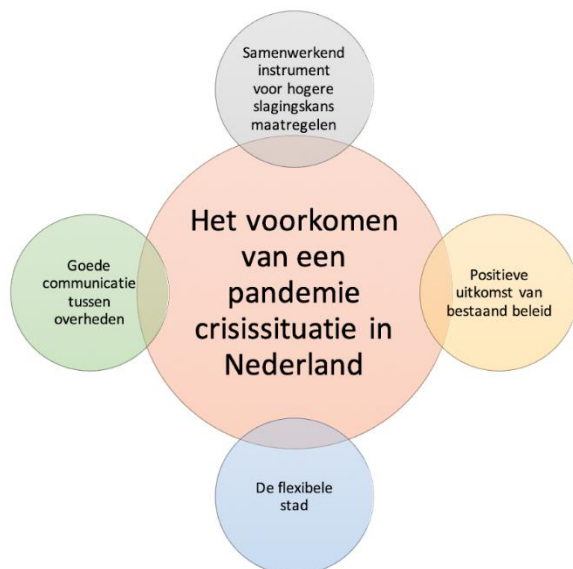 Samenwerkend
instrument
voor hogere
slagingskans
maatregelen
Het voorkomen
van een
pandemie
crisissituatie in
Nederland
Goede
communicatie
tussen
overheden
Positieve
uitkomst van
bestaand beleid
De flexibele
stad